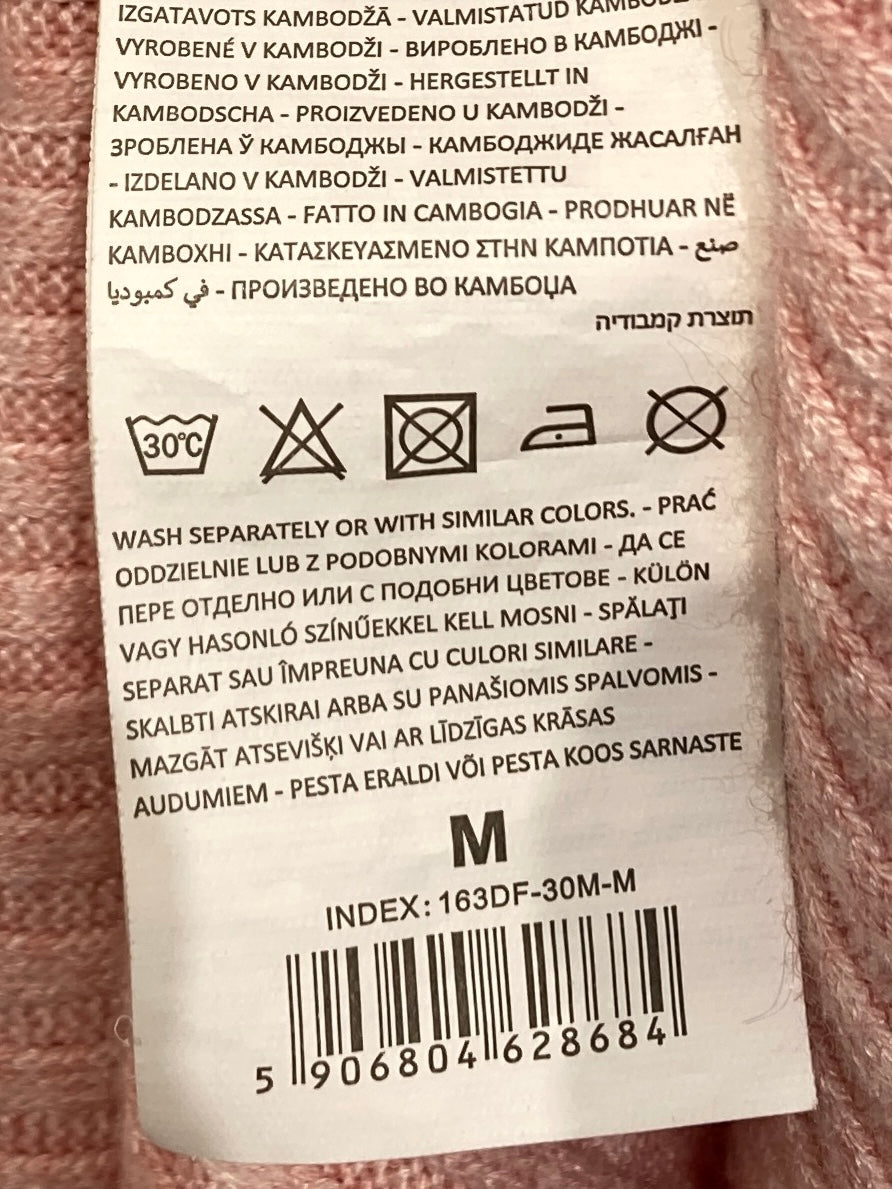 IZGATAVOTS KAMBODŽĀ - VALMISTATUD
VYROBENÉ V KAMBODŽI - ВИРОБЛЕНО В КАМБОДЖІ -
VYROBENO V KAMBODŽI - HERGESTELLT IN
KAMBODSCHA - PROIZVEDENO U KAMBODŽI -
ЗРОБЛЕНА Ў КАМБОДЖЫ - КАМБОДЖИДЕ ЖАСАЛҒАН
- IZDELANO V KAMBODŽI - VALMISTETTU
KAMBODZASSA - FATTO IN CAMBOGIA - PRODHUAR NË
KAMBOXHI - ΚΑΤΑΣΚΕΥΑΣΜΕΝΟ ΣΤΗΝ ΚΑΜΠΟΤΙΑ - صنع
في كمبوديا - ПРОИЗВЕДЕНО ВО КАМБОЏА
תוצרת קמבודיה
30°C
WASH SEPARATELY OR WITH SIMILAR COLORS. - PRAĆ
ODDZIELNIE LUB Z PODOBNYMI KOLORAMI - ДА СЕ
ПЕРЕ ОТДЕЛНО ИЛИ С ПОДОБНИ ЦВЕТОВЕ - KÜLÖN
VAGY HASONLÓ SZÍNŰEKKEL KELL MOSNI - SPĂLAŢI
SEPARAT SAU ÎMPREUNA CU CULORI SIMILARE -
SKALBTI ATSKIRAI ARBA SU PANAŠIOMIS SPALVOMIS -
MAZGĀT ATSEVIŠĶI VAI AR LĪDZĪGAS KRĀSAS
AUDUMIEM - PESTA ERALDI VÕI PESTA KOOS SARNASTE
M
INDEX: 163DF-30M-M
5 906804 628684